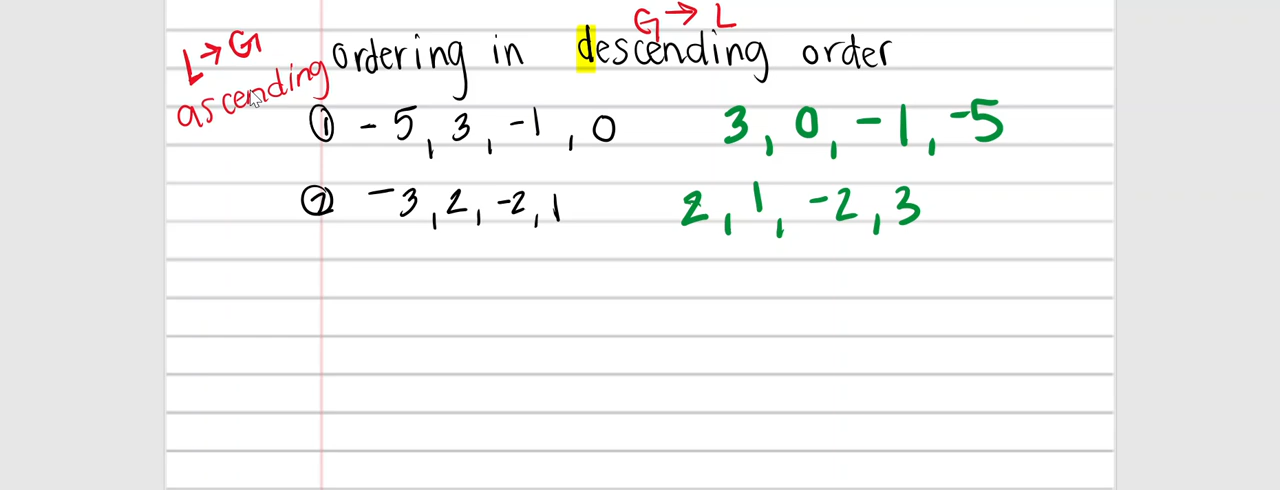 G → L
L → G
ordering in descending order
ascending
① -5, 3, -1, 0 3, 0, -1, -5
② -3, 2, -2, 1 2, 1, -2, 3